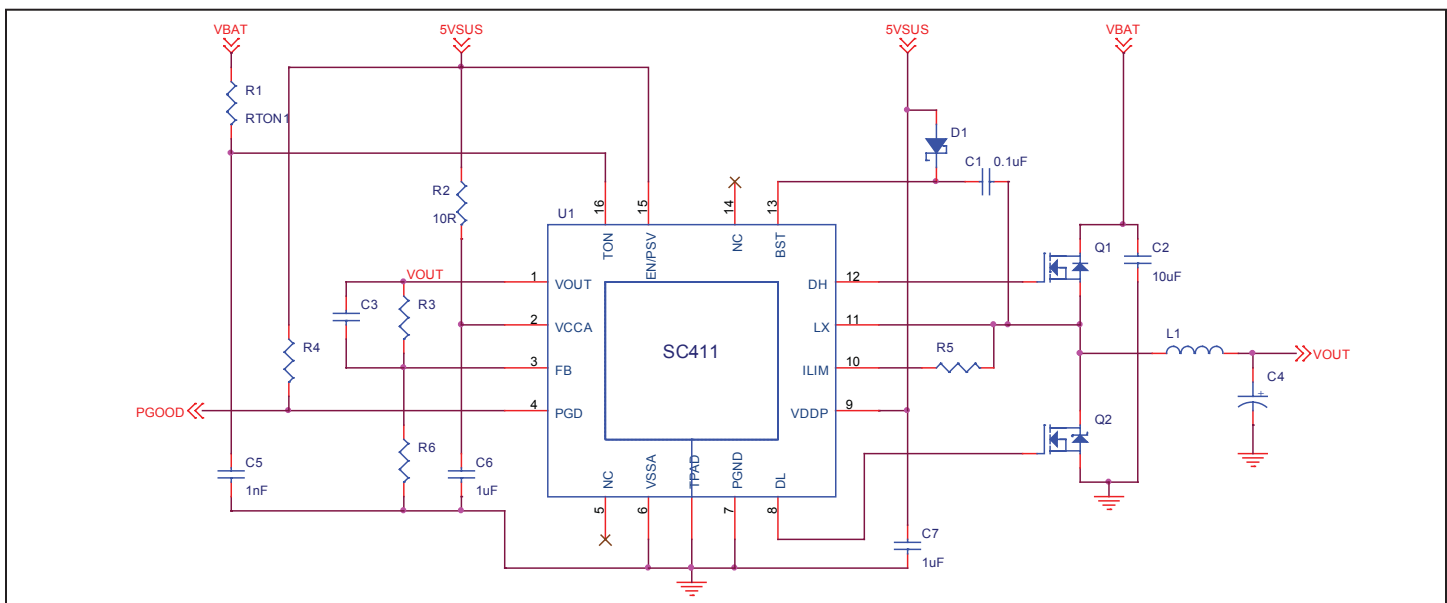 VBAT
5VSUS
5VSUS
VBAT
R1
RTON1
D1
C1
0.1uF
R2
10R
U1
16
15
14
13
TON
EN/PSV
NC
BST
Q1
C2
10uF
VOUT
1
VOUT
DH
12
C3
R3
2
VCCA
LX
11
SC411
L1
R4
3
FB
ILIM
10
R5
VOUT
C4
PGOOD
4
PGD
VDDP
9
Q2
R6
C5
1nF
C6
1uF
NC
VSSA
TPAD
PGND
DL
5
6
7
8
C7
1uF